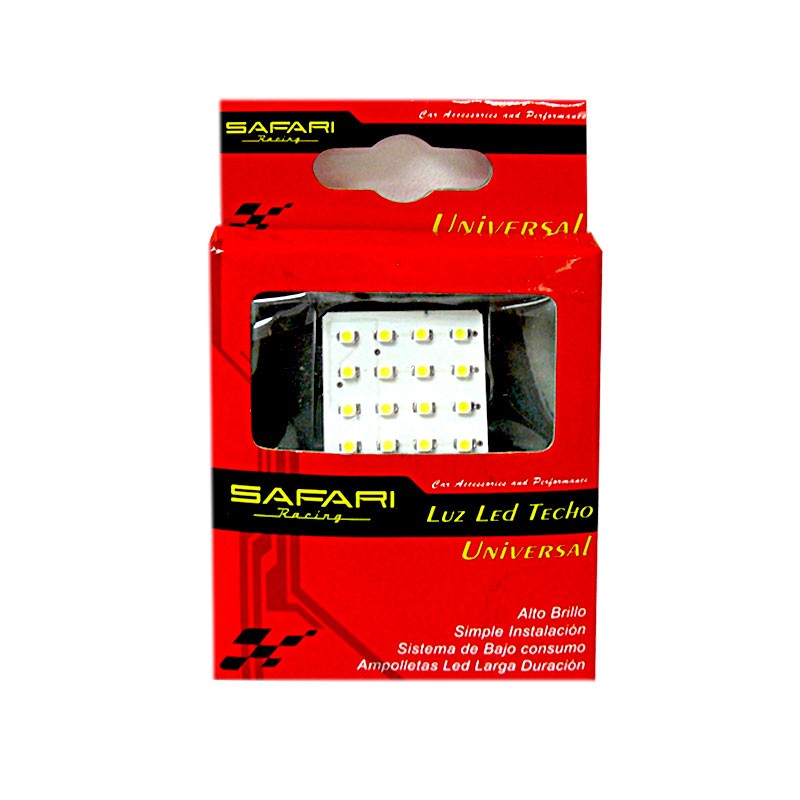 Car Accessories and Performance
SAFARI
Racing
Universal
Car Accessories and Performance
SAFARI
Racing
Luz Led Techo
Universal
Alto Brillo
Simple Instalación
Sistema de Bajo consumo
Ampolletas Led Larga Duración